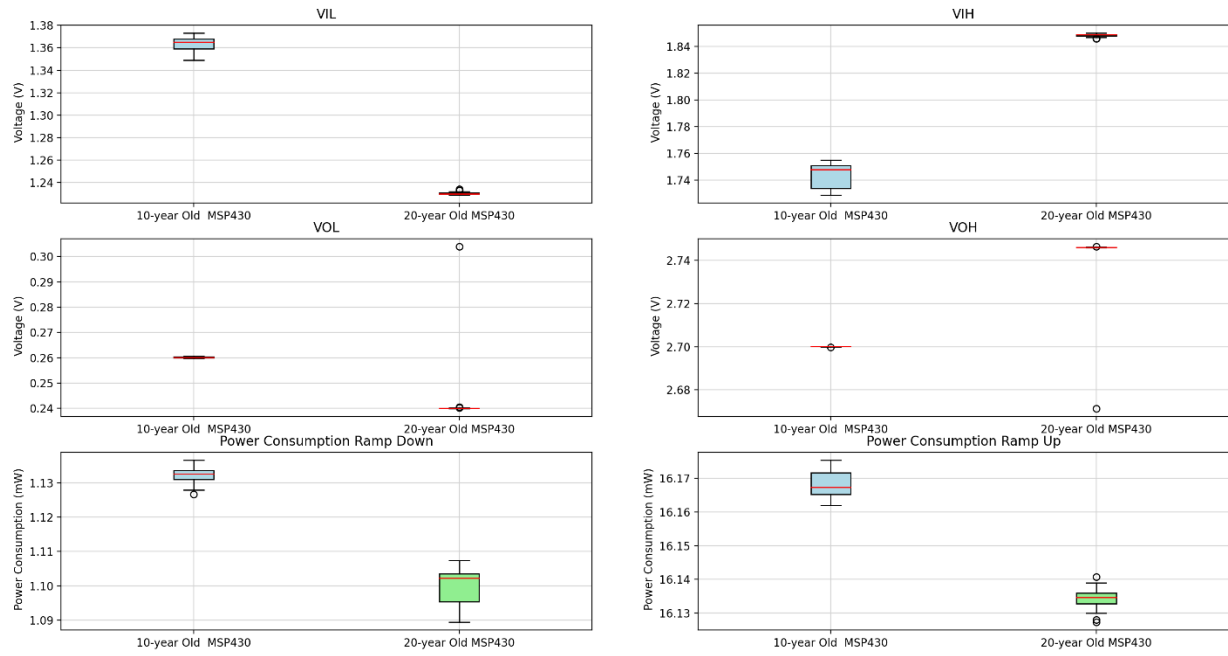 VIL
Voltage (V)
1.38
1.36
1.34
1.32
1.30
1.28
1.26
1.24
10-year Old  MSP430
20-year Old MSP430
VIH
Voltage (V)
1.84
1.82
1.80
1.78
1.76
1.74
10-year Old  MSP430
20-year Old MSP430
VOL
Voltage (V)
0.30
0.29
0.28
0.27
0.26
0.25
0.24
10-year Old  MSP430
20-year Old MSP430
VOH
Voltage (V)
2.74
2.72
2.70
2.68
10-year Old  MSP430
20-year Old MSP430
Power Consumption Ramp Down
Power Consumption (mW)
1.13
1.12
1.11
1.10
1.09
10-year Old  MSP430
20-year Old MSP430
Power Consumption Ramp Up
Power Consumption (mW)
16.17
16.16
16.15
16.14
16.13
10-year Old  MSP430
20-year Old MSP430